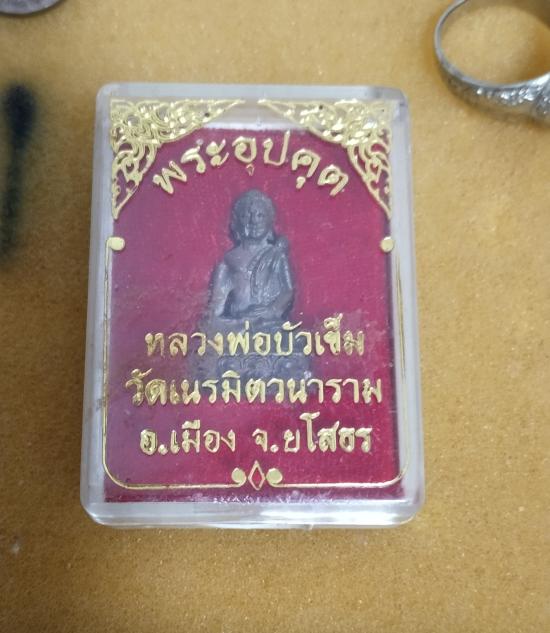 พระอุปคุต
หลวงพ่อบัวเข็ม
วัดเนรมิตวนาราม
อ.เมือง จ.ยโสธร